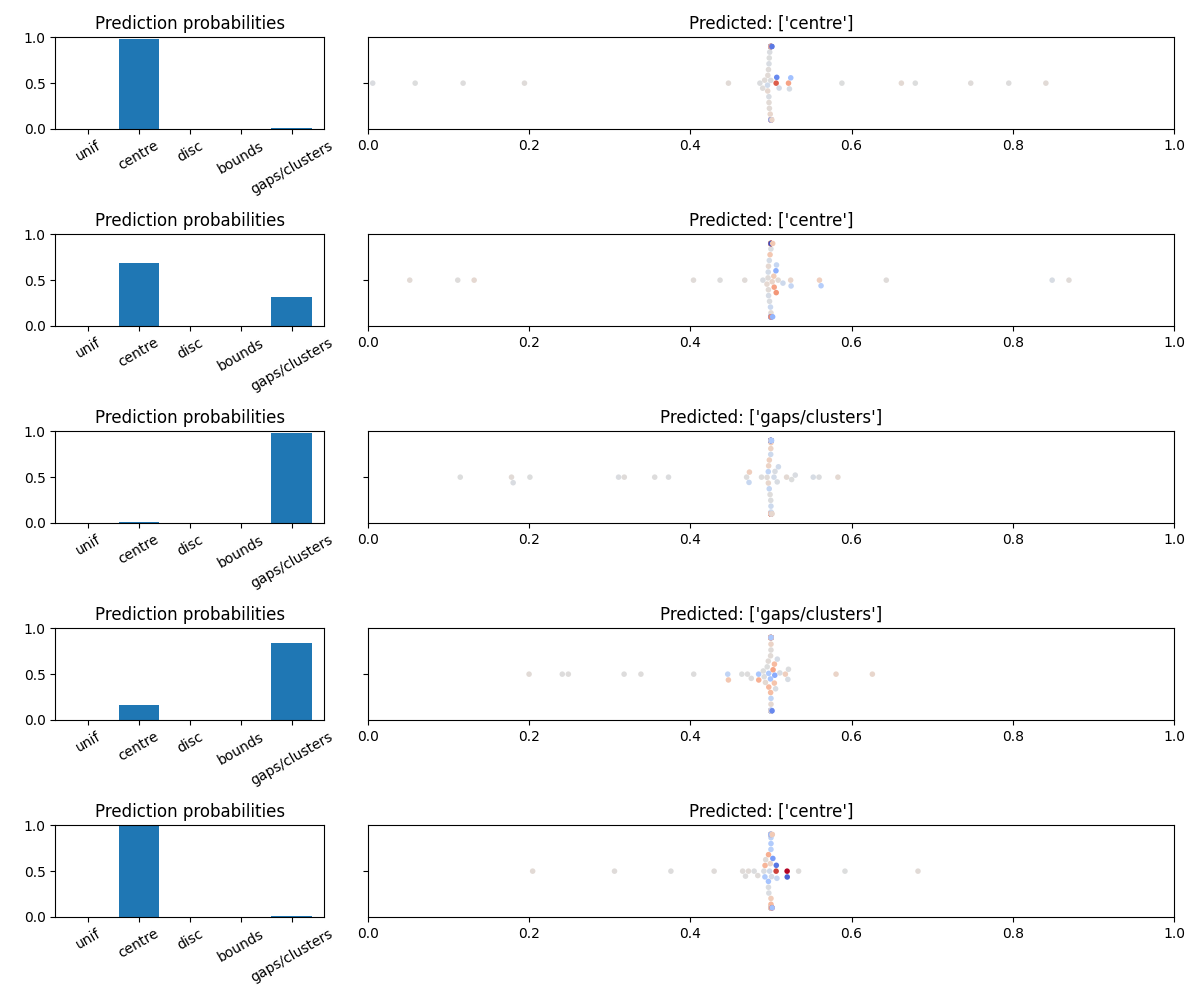 Prediction probabilities
Predicted: ['centre']
1.0
0.5
0.0
unif
centre
disc
bounds
gaps/clusters
0.0 0.2 0.4 0.6 0.8 1.0
Prediction probabilities
Predicted: ['centre']
1.0
0.5
0.0
unif
centre
disc
bounds
gaps/clusters
0.0 0.2 0.4 0.6 0.8 1.0
Prediction probabilities
Predicted: ['gaps/clusters']
1.0
0.5
0.0
unif
centre
disc
bounds
gaps/clusters
0.0 0.2 0.4 0.6 0.8 1.0
Prediction probabilities
Predicted: ['gaps/clusters']
1.0
0.5
0.0
unif
centre
disc
bounds
gaps/clusters
0.0 0.2 0.4 0.6 0.8 1.0
Prediction probabilities
Predicted: ['centre']
1.0
0.5
0.0
unif
centre
disc
bounds
gaps/clusters
0.0 0.2 0.4 0.6 0.8 1.0